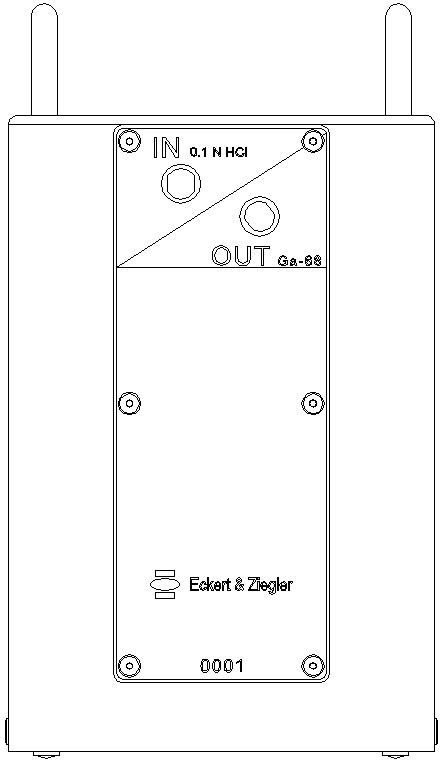 IN 0.1 N HCl
OUT Ga-68
Eckert & Ziegler
0001